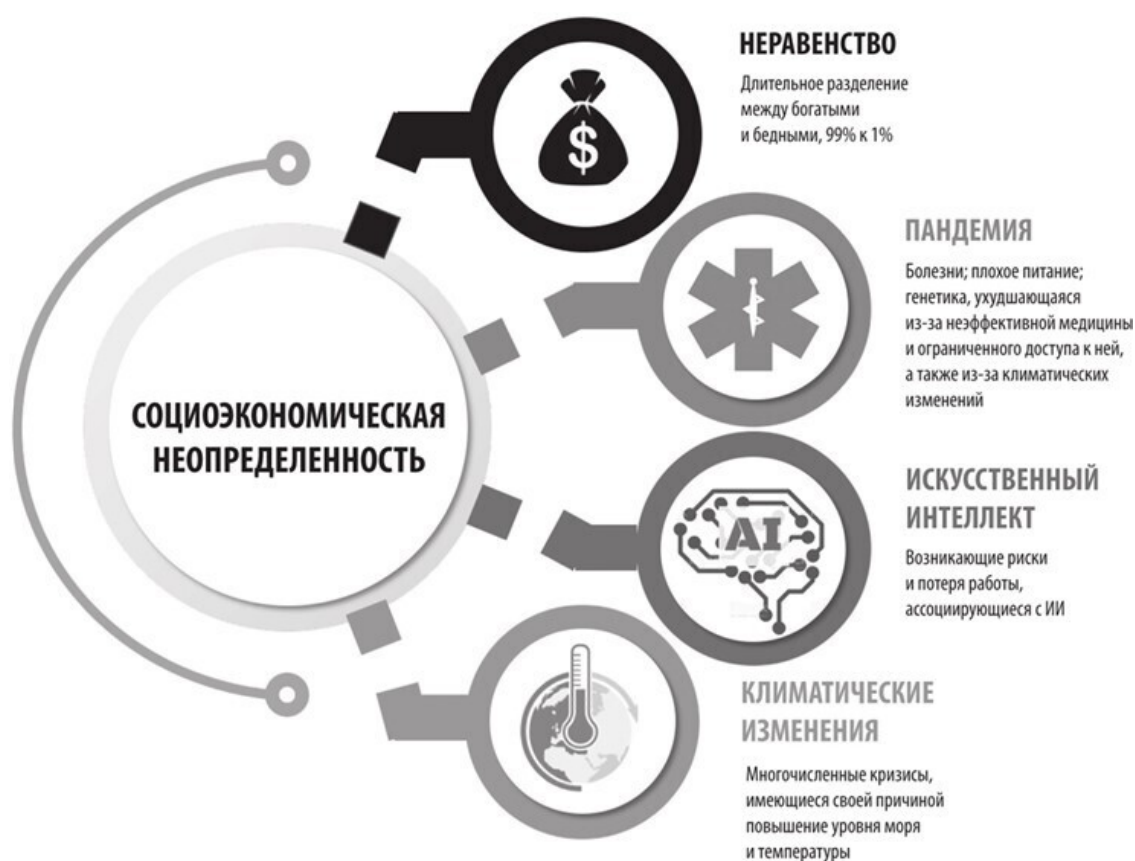 НЕРАВЕНСТВО
Длительное разделение
между богатыми
и бедными, 99% к 1%
$
ПАНДЕМИЯ
Болезни; плохое питание;
генетика, ухудшающаяся
из-за неэффективной медицины
и ограниченного доступа к ней,
а также из-за климатических
изменений
СОЦИОЭКОНОМИЧЕСКАЯ
НЕОПРЕДЕЛЕННОСТЬ
ИСКУССТВЕННЫЙ
ИНТЕЛЛЕКТ
Возникающие риски
и потеря работы,
ассоциирующиеся с ИИ
AI
КЛИМАТИЧЕСКИЕ
ИЗМЕНЕНИЯ
Многочисленные кризисы,
имеющиеся своей причиной
повышение уровня моря
и температуры